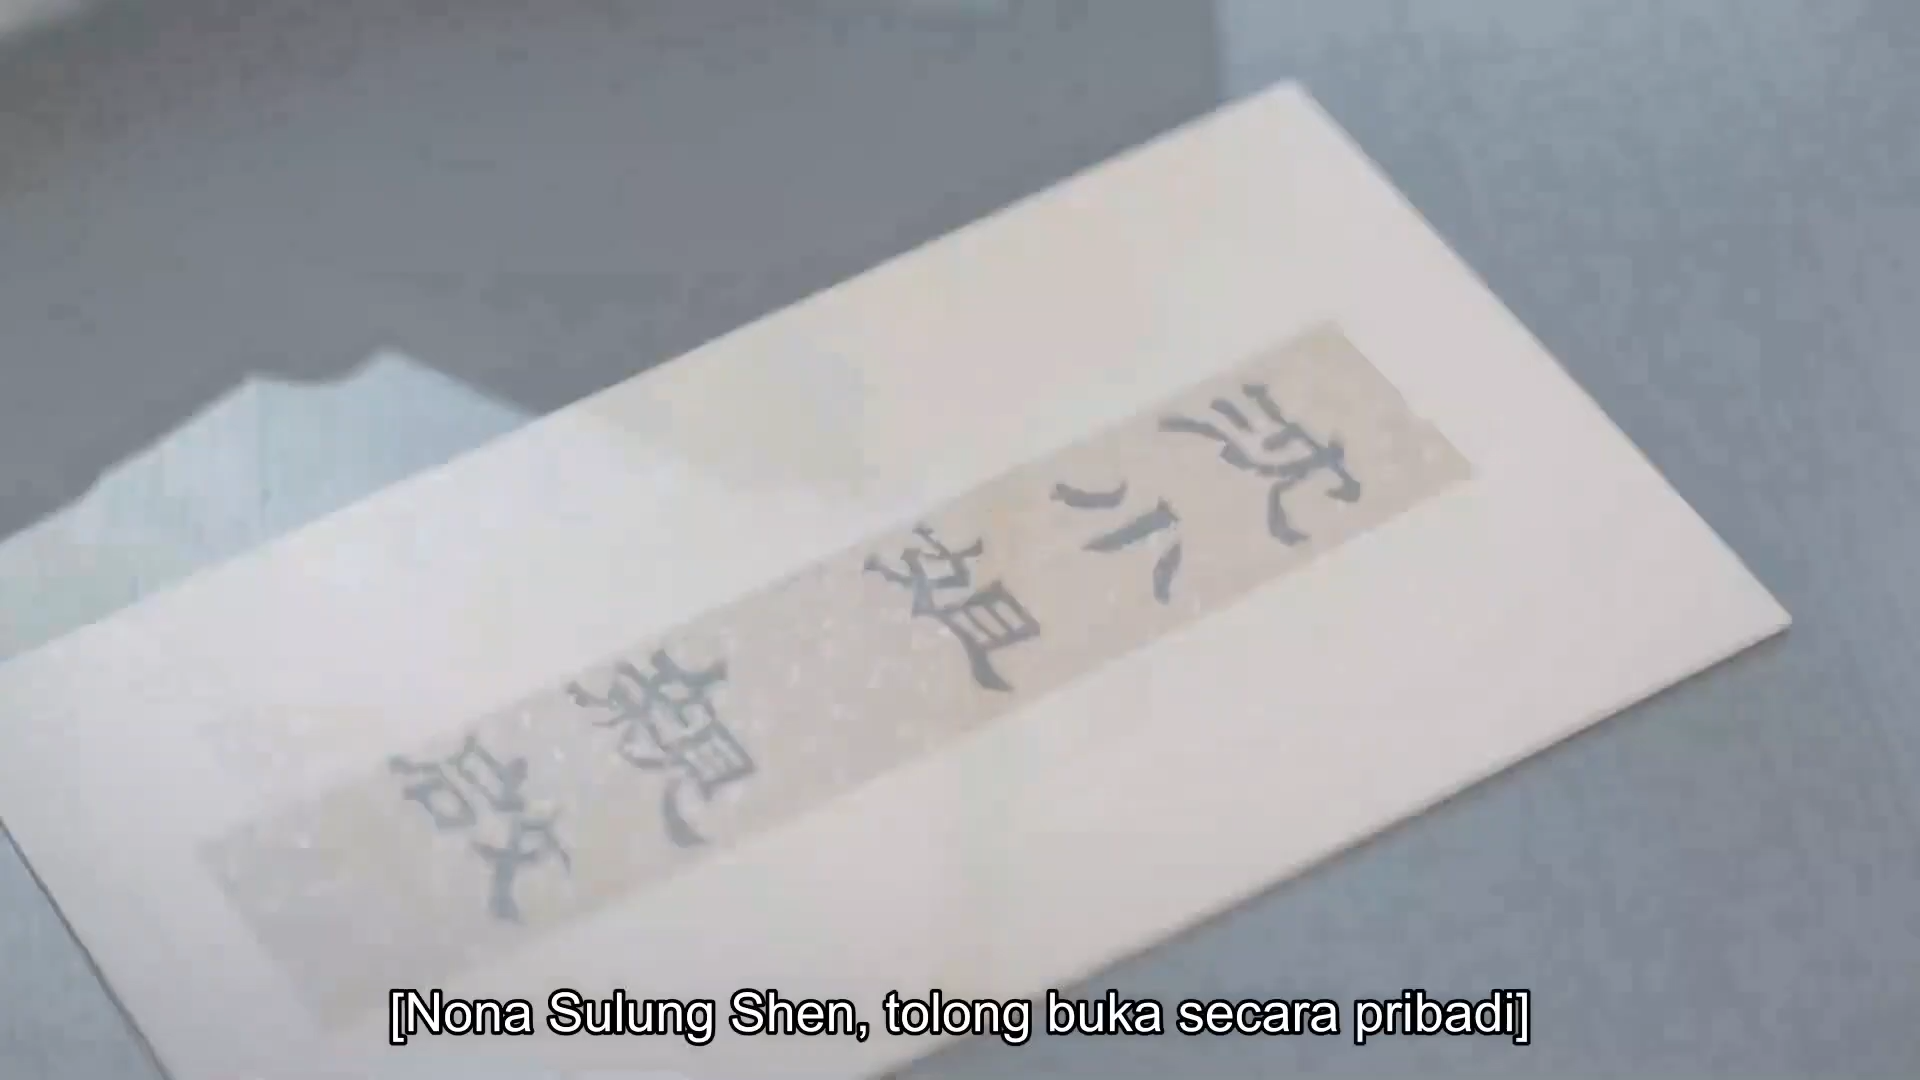 沈小姐親啟
[Nona Sulung Shen, tolong buka secara pribadi]